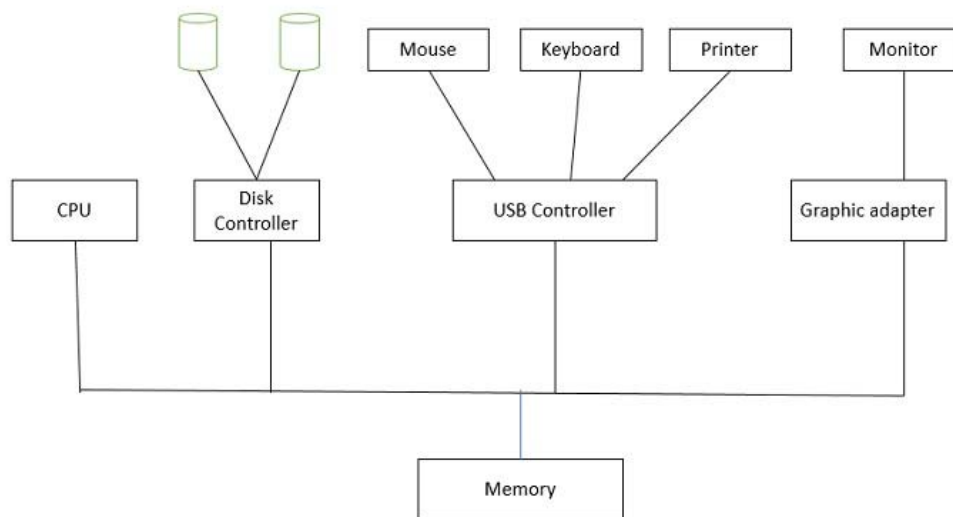 Mouse
Keyboard
Printer
Monitor
CPU
Disk
Controller
USB Controller
Graphic adapter
Memory